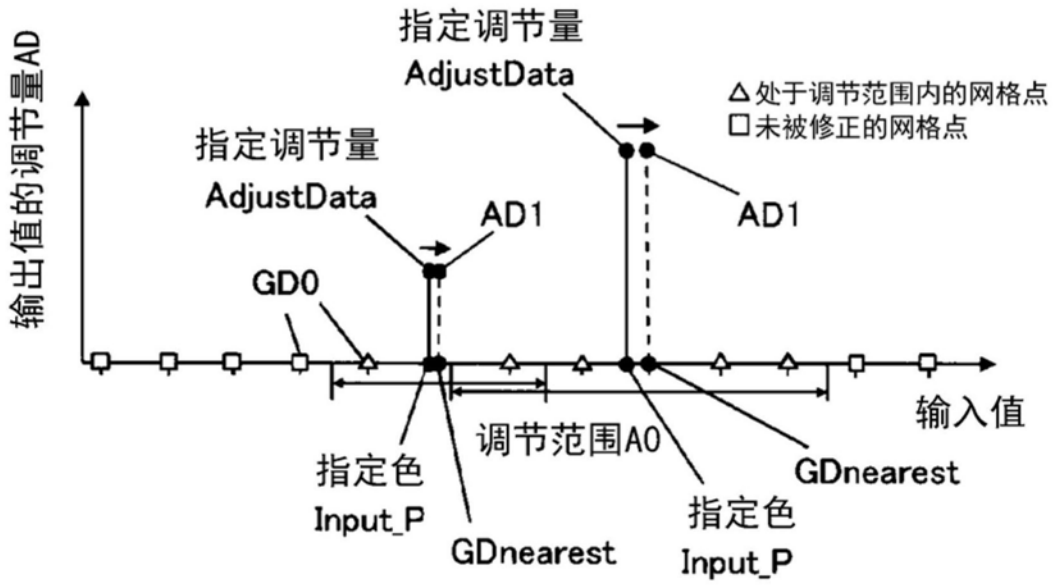 输出值的调节量AD
指定调节量
AdjustData
AD1
指定调节量
AdjustData
AD1
△处于调节范围内的网格点
□未被修正的网格点
GD0
输入值
调节范围A0
指定色
Input_P
GDnearest
指定色
Input_P
GDnearest